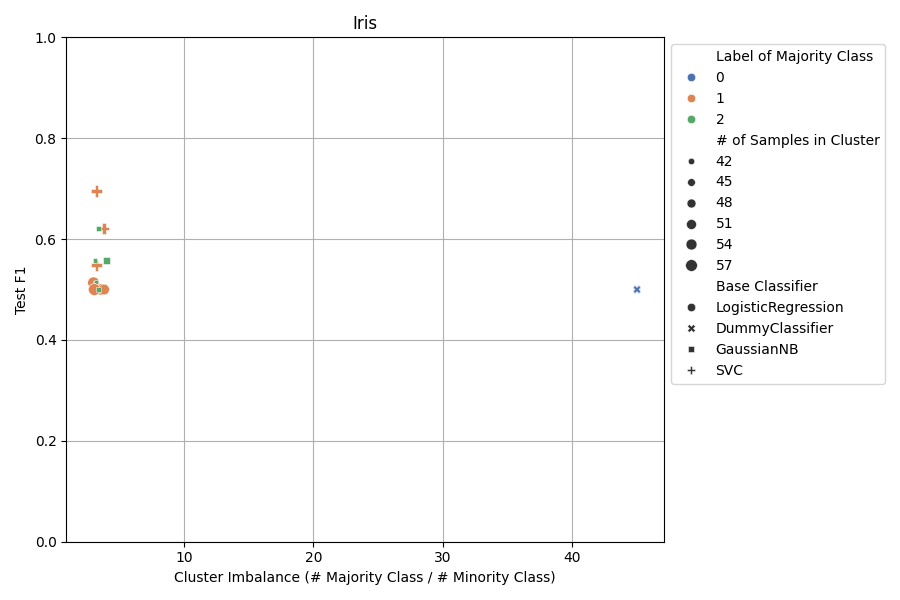 Iris
1.0
0.8
0.6
0.4
0.2
0.0
Test F1
10
20
30
40
Cluster Imbalance (# Majority Class / # Minority Class)
Label of Majority Class
0
1
2
# of Samples in Cluster
42
45
48
51
54
57
Base Classifier
LogisticRegression
DummyClassifier
GaussianNB
SVC